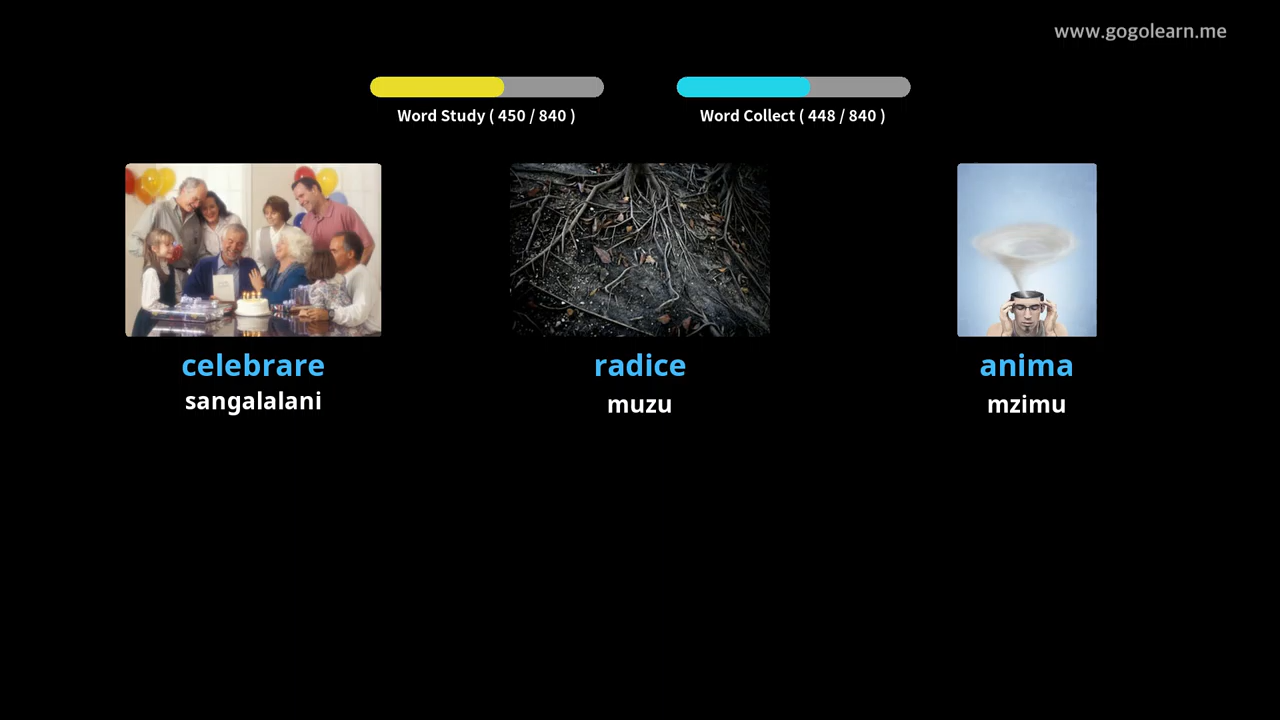 www.gogolearn.me
Word Study ( 450 / 840 )
Word Collect ( 448 / 840 )
celebrare
sangalalani
radice
muzu
anima
mzimu